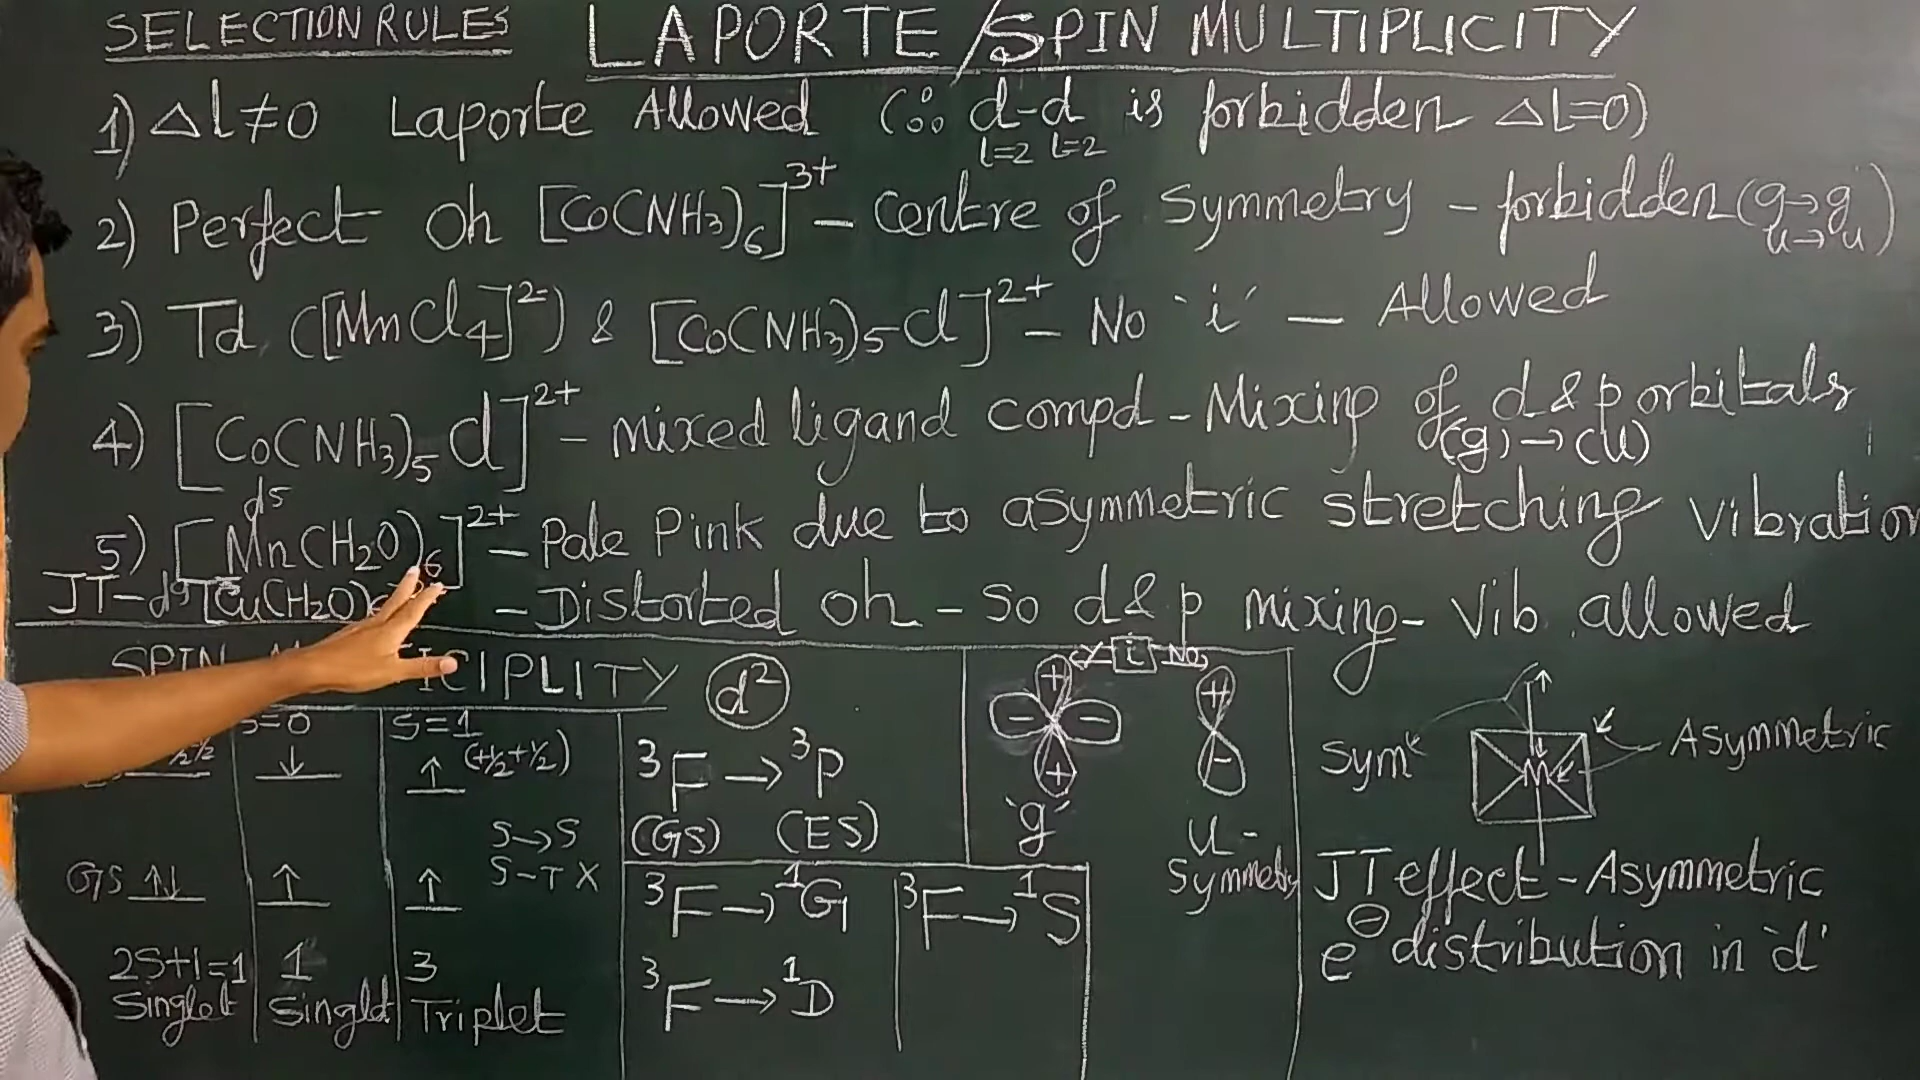 SELECTION RULES LAPORTE/SPIN MULTIPLICITY
1) Δl≠0 Laporte Allowed (∵ d-d is forbidden Δl=0)
l=2 l=2
2) Perfect Oh [Co(NH3)6]3+ – Centre of Symmetry – forbidden (g→g
u→u)
3) Td ([MnCl4]2-) & [Co(NH3)5Cl]2+ – No 'i' – Allowed
4) [Co(NH3)5Cl]2+ – mixed ligand compd – Mixing of d & p orbitals
(g) → (u)
d5
5) [Mn(H2O)6]2+ – Pale Pink due to asymmetric stretching vibration
JT – d9 [Cu(H2O) – Distorted Oh – So d & p mixing – Vib. allowed
SPIN ICIPLITY
d2
S=0
½-½
↓
S=1
(+½+½)
↑
S→S
S-T X
GS ↑↓
↑
↑
2S+1=1
Singlet
1
Singlet
3
Triplet
3F → 3P
(GS) (ES)
3F → 1G
3F → 1S
3F → 1D
Y i No
+
- -
+
'g'
+
-
u-
Symmetry
Sym
M
Asymmetric
JT effect – Asymmetric
e⊖ distribution in 'd'